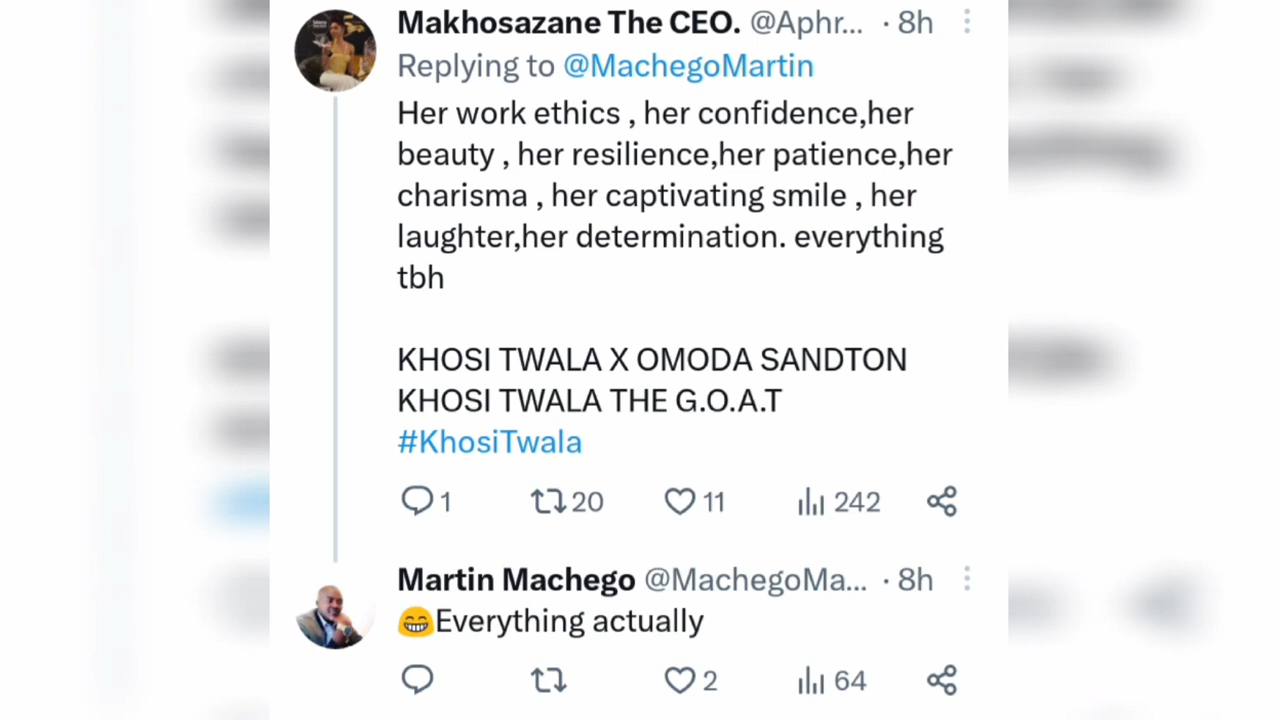 Makhosazane The CEO. @Aphr... · 8h
Replying to @MachegoMartin
Her work ethics , her confidence,her
beauty , her resilience,her patience,her
charisma , her captivating smile , her
laughter,her determination. everything
tbh
KHOSI TWALA X OMODA SANDTON
KHOSI TWALA THE G.O.A.T
#KhosiTwala
1 20 11 242
Martin Machego @MachegoMa... · 8h
😁Everything actually
2 64